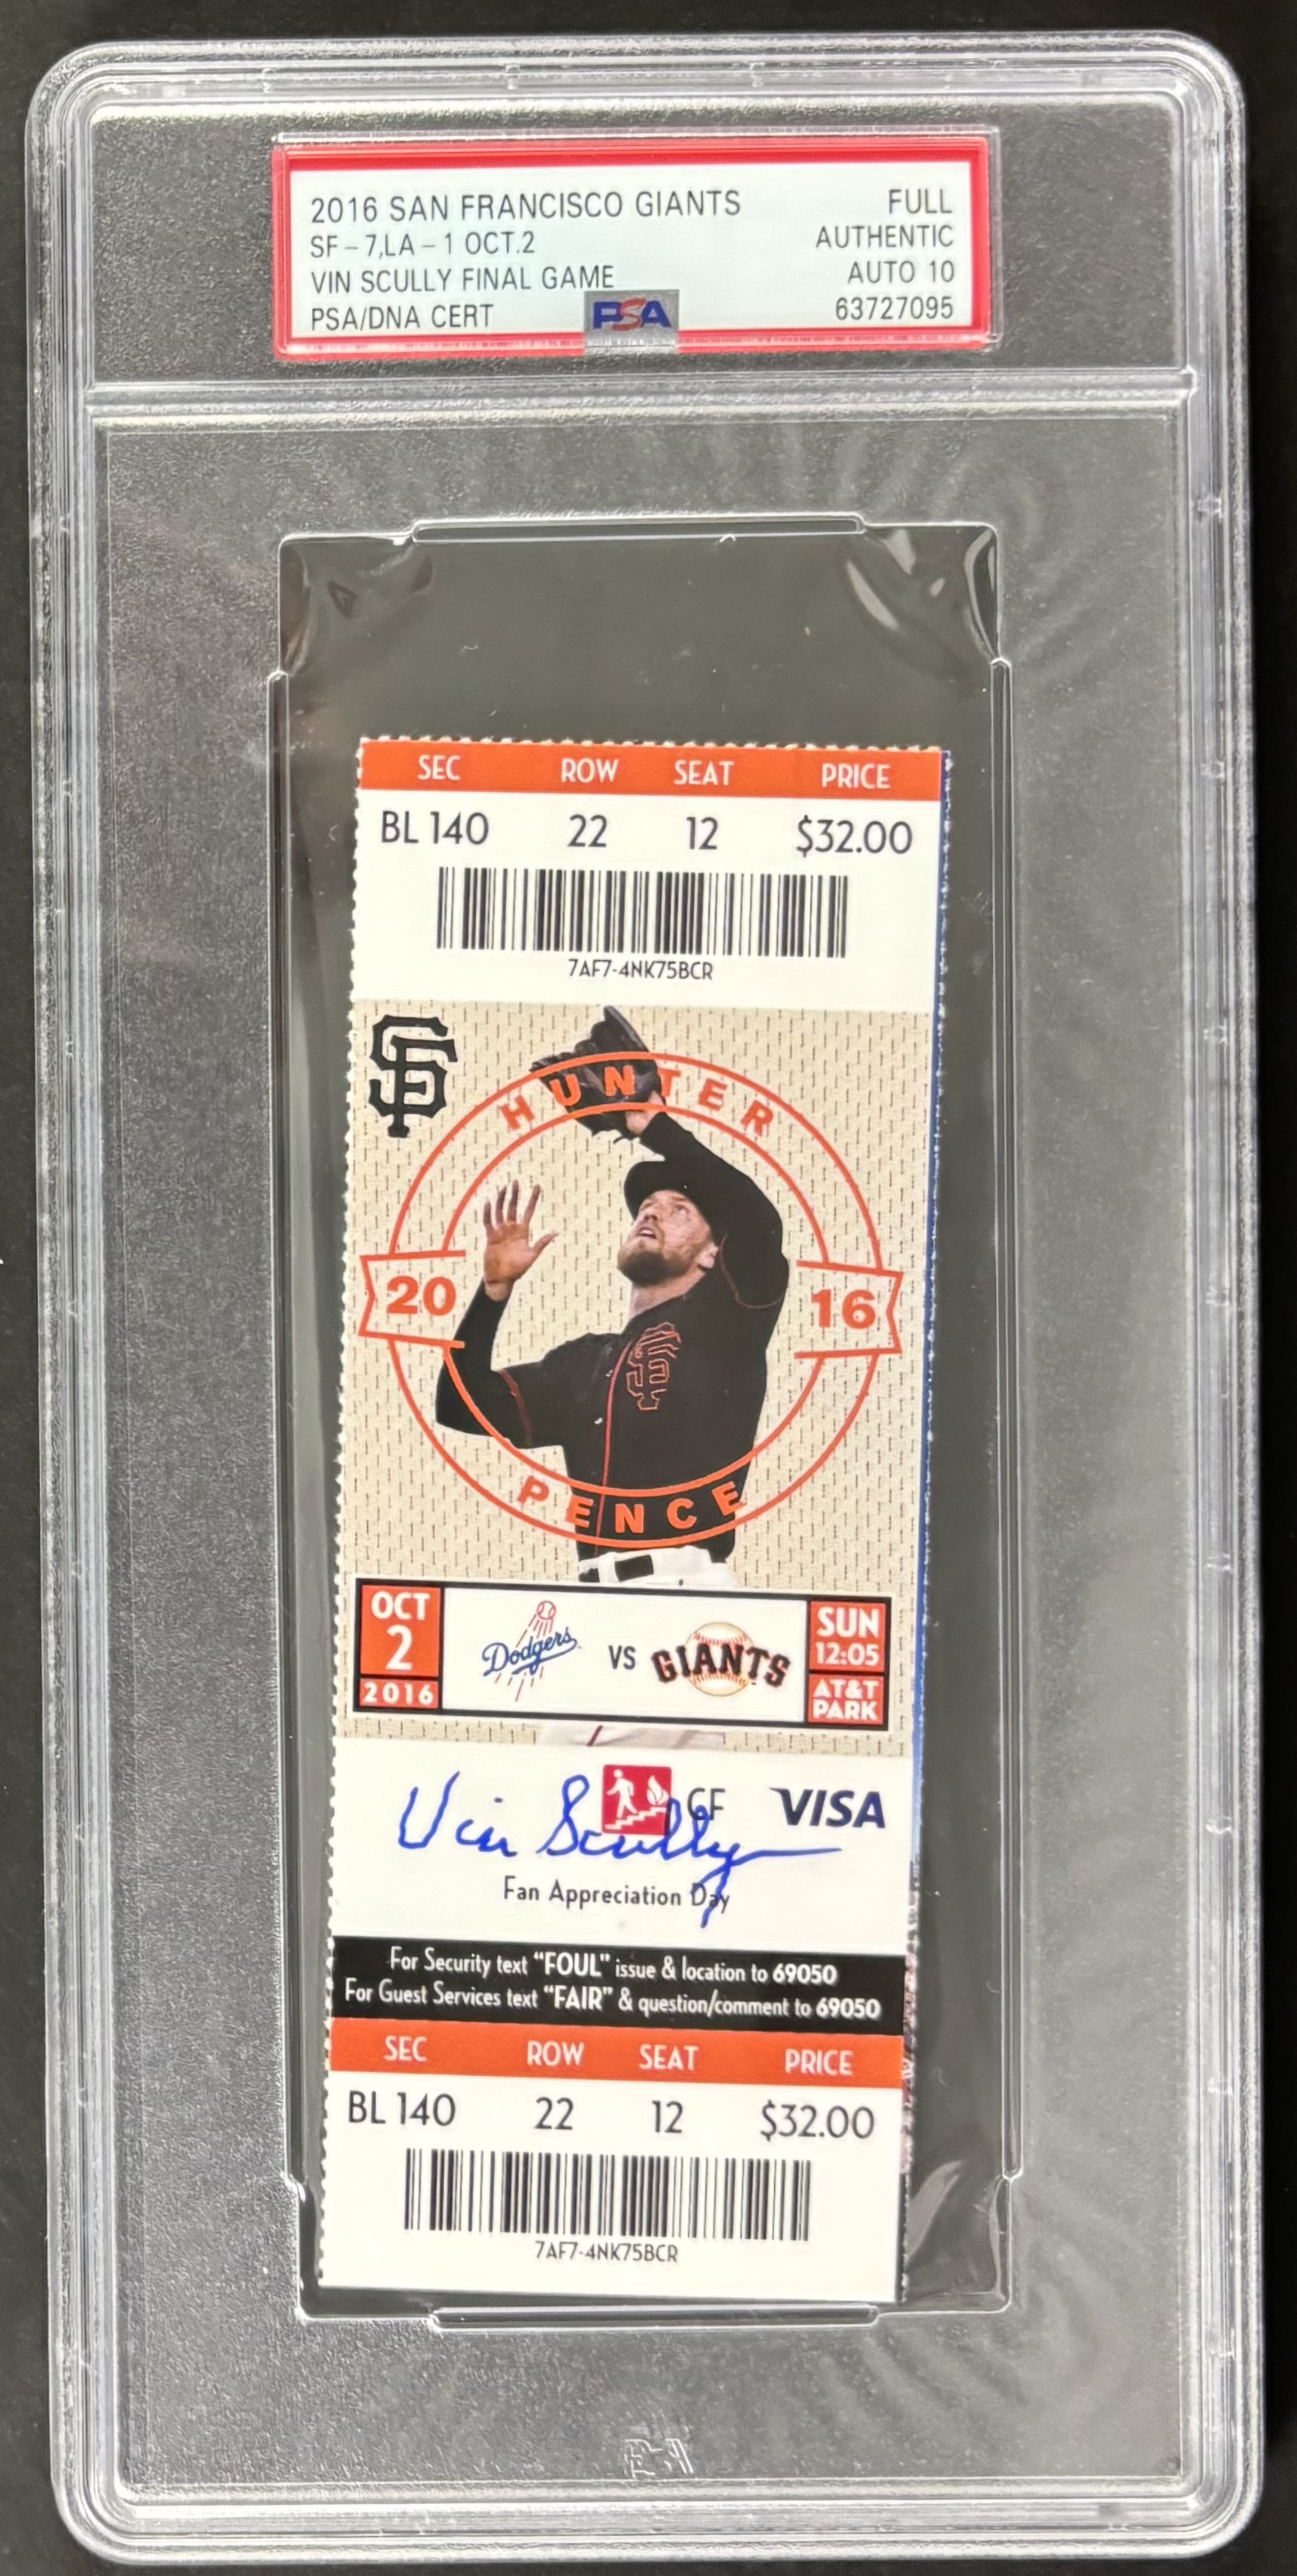 2016 SAN FRANCISCO GIANTS FULL
SF - 7,LA - 1 OCT.2 AUTHENTIC
VIN SCULLY FINAL GAME AUTO 10
PSA/DNA CERT PSA 63727095
SEC ROW SEAT PRICE
BL 140 22 12 $32.00
7AF7-4NK75BCR
SF
HUNTER
20 16
SF
PENCE
OCT 2 2016 Dodgers VS GIANTS SUN 12:05 AT&T PARK
Vin Scully CF VISA
Fan Appreciation Day
For Security text “FOUL” issue & location to 69050
For Guest Services text “FAIR” & question/comment to 69050
SEC ROW SEAT PRICE
BL 140 22 12 $32.00
7AF7-4NK75BCR
PSA